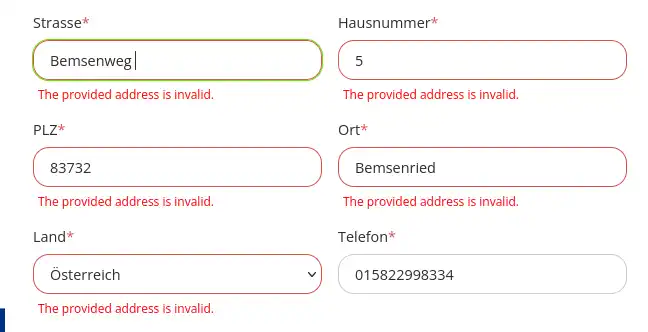 Strasse* Hausnummer*
Bemsenweg 5
The provided address is invalid. The provided address is invalid.
PLZ* Ort*
83732 Bemsenried
The provided address is invalid. The provided address is invalid.
Land* Telefon*
Österreich 015822998334
The provided address is invalid.